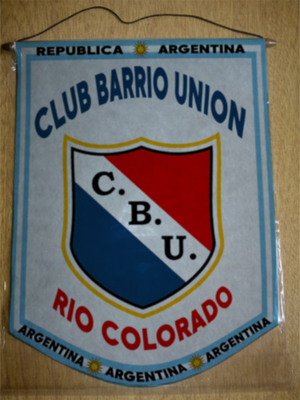 REPUBLICA ARGENTINA
CLUB BARRIO UNION
C.
B.
U.
RIO COLORADO
ARGENTINA ARGENTINA ARGENTINA